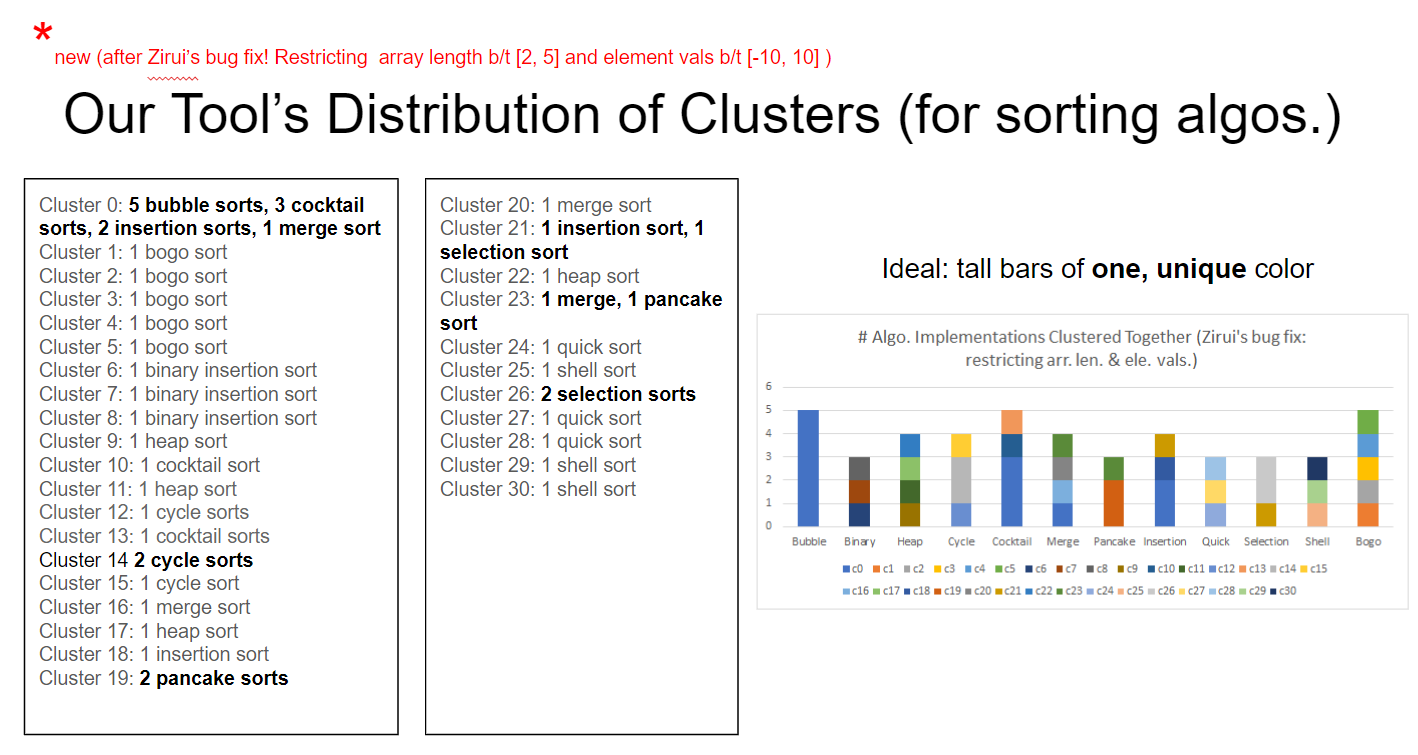 *
new (after Zirui's bug fix! Restricting  array length b/t [2, 5] and element vals b/t [-10, 10] )
Our Tool's Distribution of Clusters (for sorting algos.)
Cluster 0: 5 bubble sorts, 3 cocktail
sorts, 2 insertion sorts, 1 merge sort
Cluster 1: 1 bogo sort
Cluster 2: 1 bogo sort
Cluster 3: 1 bogo sort
Cluster 4: 1 bogo sort
Cluster 5: 1 bogo sort
Cluster 6: 1 binary insertion sort
Cluster 7: 1 binary insertion sort
Cluster 8: 1 binary insertion sort
Cluster 9: 1 heap sort
Cluster 10: 1 cocktail sort
Cluster 11: 1 heap sort
Cluster 12: 1 cycle sorts
Cluster 13: 1 cocktail sorts
Cluster 14 2 cycle sorts
Cluster 15: 1 cycle sort
Cluster 16: 1 merge sort
Cluster 17: 1 heap sort
Cluster 18: 1 insertion sort
Cluster 19: 2 pancake sorts
Cluster 20: 1 merge sort
Cluster 21: 1 insertion sort, 1
selection sort
Cluster 22: 1 heap sort
Cluster 23: 1 merge, 1 pancake
sort
Cluster 24: 1 quick sort
Cluster 25: 1 shell sort
Cluster 26: 2 selection sorts
Cluster 27: 1 quick sort
Cluster 28: 1 quick sort
Cluster 29: 1 shell sort
Cluster 30: 1 shell sort
Ideal: tall bars of one, unique color
# Algo. Implementations Clustered Together (Zirui's bug fix:
restricting arr. len. & ele. vals.)
6
5
4
3
2
1
0
Bubble Binary Heap Cycle Cocktail Merge Pancake Insertion Quick Selection Shell Bogo
c0 c1 c2 c3 c4 c5 c6 c7 c8 c9 c10 c11 c12 c13 c14 c15
c16 c17 c18 c19 c20 c21 c22 c23 c24 c25 c26 c27 c28 c29 c30